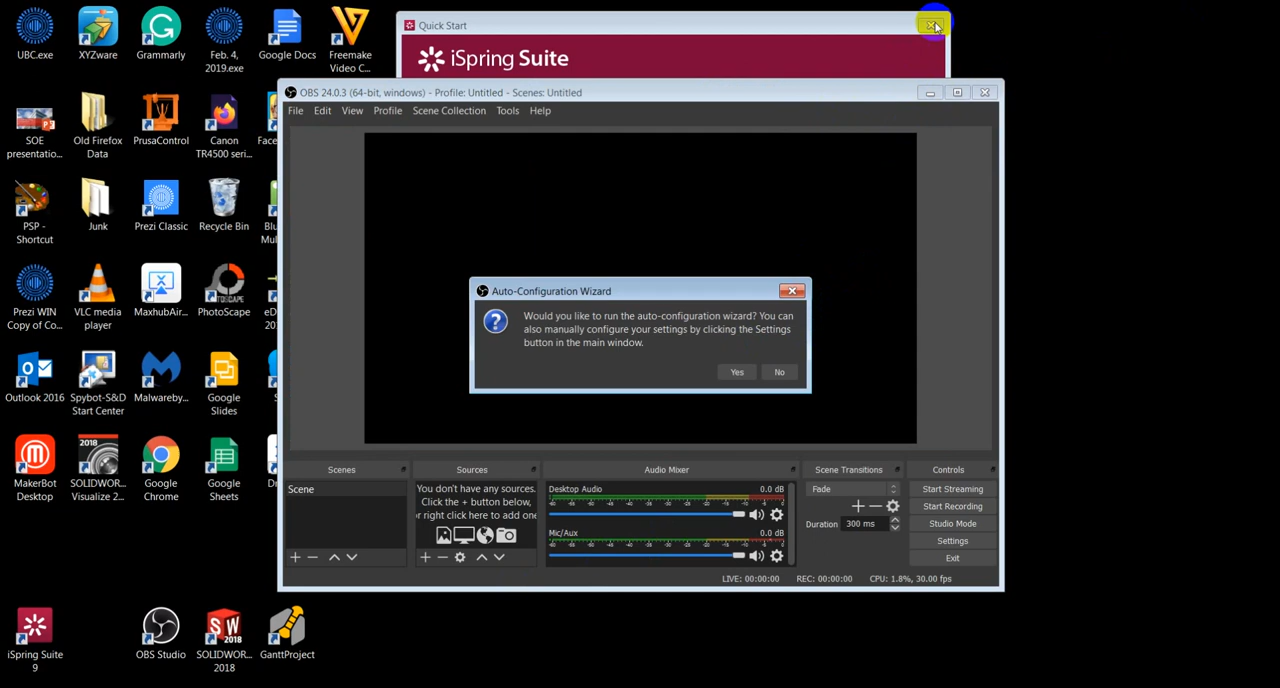 UBC.exe
XYZware
Grammarly
Feb. 4,
2019.exe
Google Docs
Freemake
Video C...
SOE
presentatio...
Old Firefox
Data
PrusaControl
Canon
TR4500 seri...
PSP -
Shortcut
Junk
Prezi Classic
Recycle Bin
Prezi WIN
Copy of Co...
VLC media
player
MaxhubAir...
PhotoScape
Outlook 2016
Spybot-S&D
Start Center
Malwareby...
Google
Slides
MakerBot
Desktop
2018
SOLIDWOR...
Visualize 2...
Google
Chrome
Google
Sheets
iSpring Suite
9
OBS Studio
SW
2018
SOLIDWOR...
2018
GanttProject
Quick Start
iSpring Suite
OBS 24.0.3 (64-bit, windows) - Profile: Untitled - Scenes: Untitled
File Edit View Profile Scene Collection Tools Help
Auto-Configuration Wizard
Would you like to run the auto-configuration wizard? You can
also manually configure your settings by clicking the Settings
button in the main window.
Yes No
Scenes
Scene
Sources
You don't have any sources.
Click the + button below,
or right click here to add one
Audio Mixer
Desktop Audio 0.0 dB
Mic/Aux 0.0 dB
Scene Transitions
Fade
Duration 300 ms
Controls
Start Streaming
Start Recording
Studio Mode
Settings
Exit
LIVE: 00:00:00 REC: 00:00:00 CPU: 1.8%, 30.00 fps